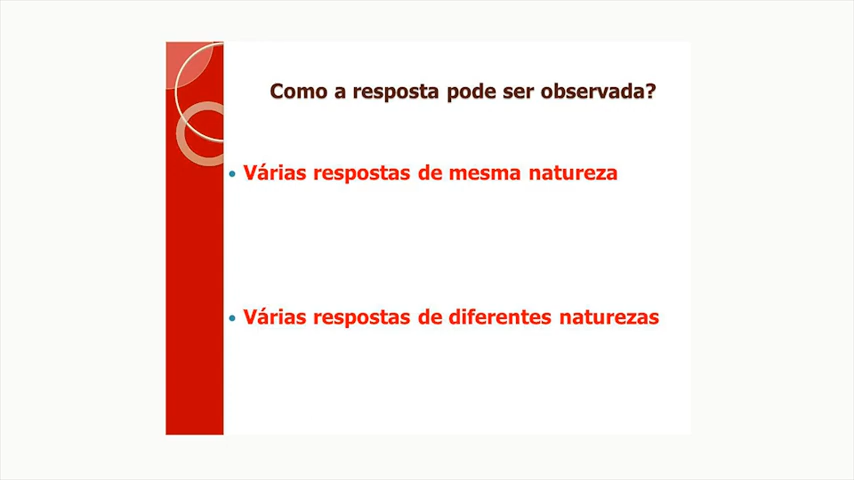 Como a resposta pode ser observada?
• Várias respostas de mesma natureza
• Várias respostas de diferentes naturezas